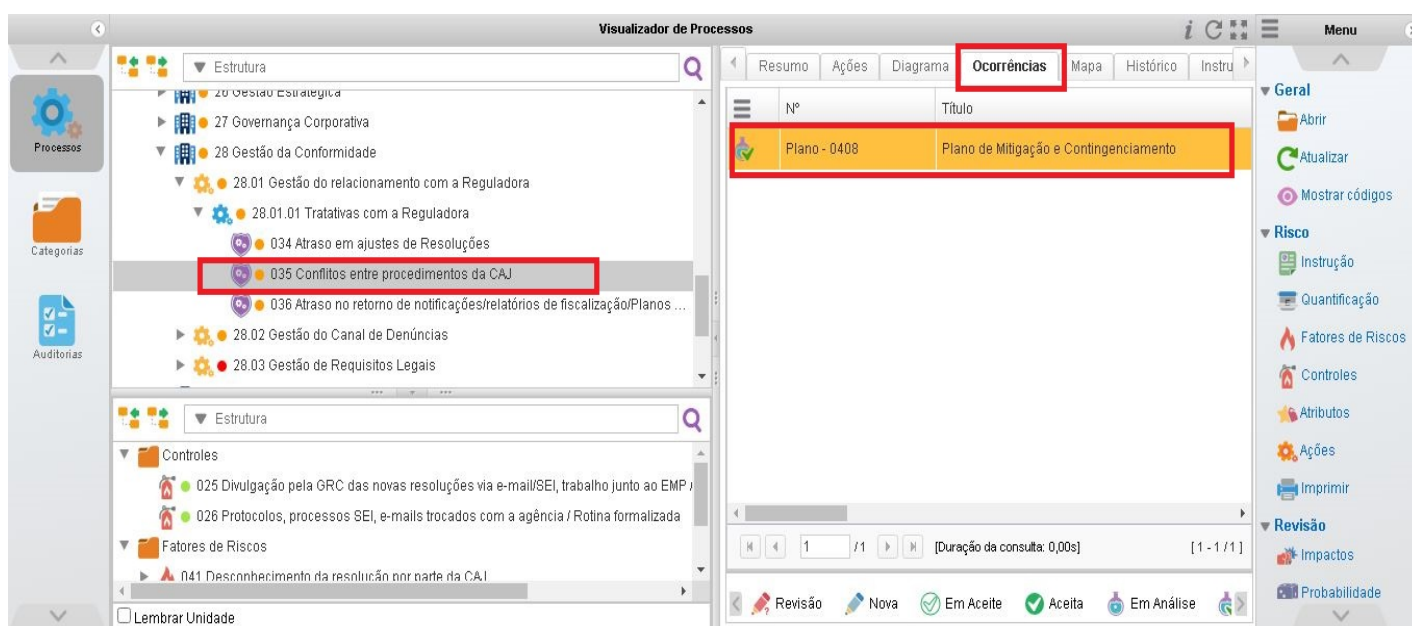 Visualizador de Processos
Menu
Processos
Categorias
Auditorias
Estrutura
26 Gestão Estratégica
27 Governança Corporativa
28 Gestão da Conformidade
28.01 Gestão do relacionamento com a Reguladora
28.01.01 Tratativas com a Reguladora
034 Atraso em ajustes de Resoluções
035 Conflitos entre procedimentos da CAJ
036 Atraso no retorno de notificações/relatórios de fiscalização/Planos ...
28.02 Gestão do Canal de Denúncias
28.03 Gestão de Requisitos Legais
Estrutura
Controles
025 Divulgação pela GRC das novas resoluções via e-mail/SEI, trabalho junto ao EMP /
026 Protocolos, processos SEI, e-mails trocados com a agência / Rotina formalizada
Fatores de Riscos
041 Desconhecimento da resolução por parte da CAJ
Lembrar Unidade
Resumo Ações Diagrama Ocorrências Mapa Histórico Instru
Nº Título
Plano - 0408 Plano de Mitigação e Contingenciamento
1 /1 [Duração da consulta: 0,00s] [1 - 1 /1]
Revisão Nova Em Aceite Aceita Em Análise
Geral
Abrir
Atualizar
Mostrar códigos
Risco
Instrução
Quantificação
Fatores de Riscos
Controles
Atributos
Ações
Imprimir
Revisão
Impactos
Probabilidade